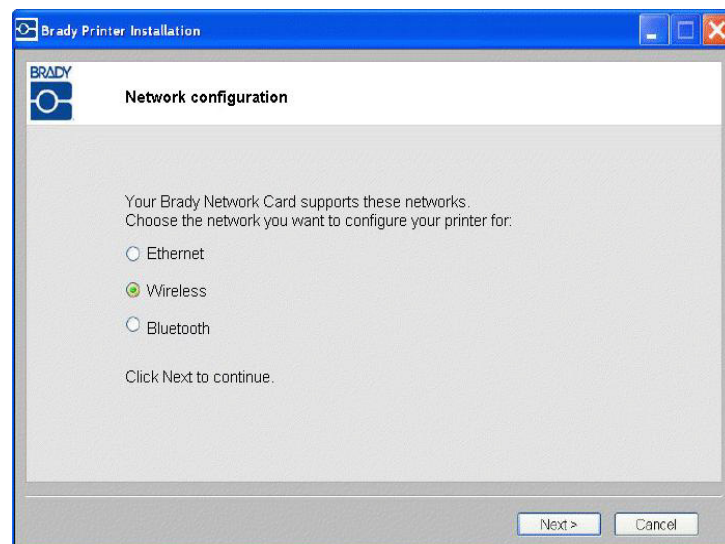 Brady Printer Installation
BRADY
Network configuration
Your Brady Network Card supports these networks.
Choose the network you want to configure your printer for:
Ethernet
Wireless
Bluetooth
Click Next to continue.
Next >
Cancel